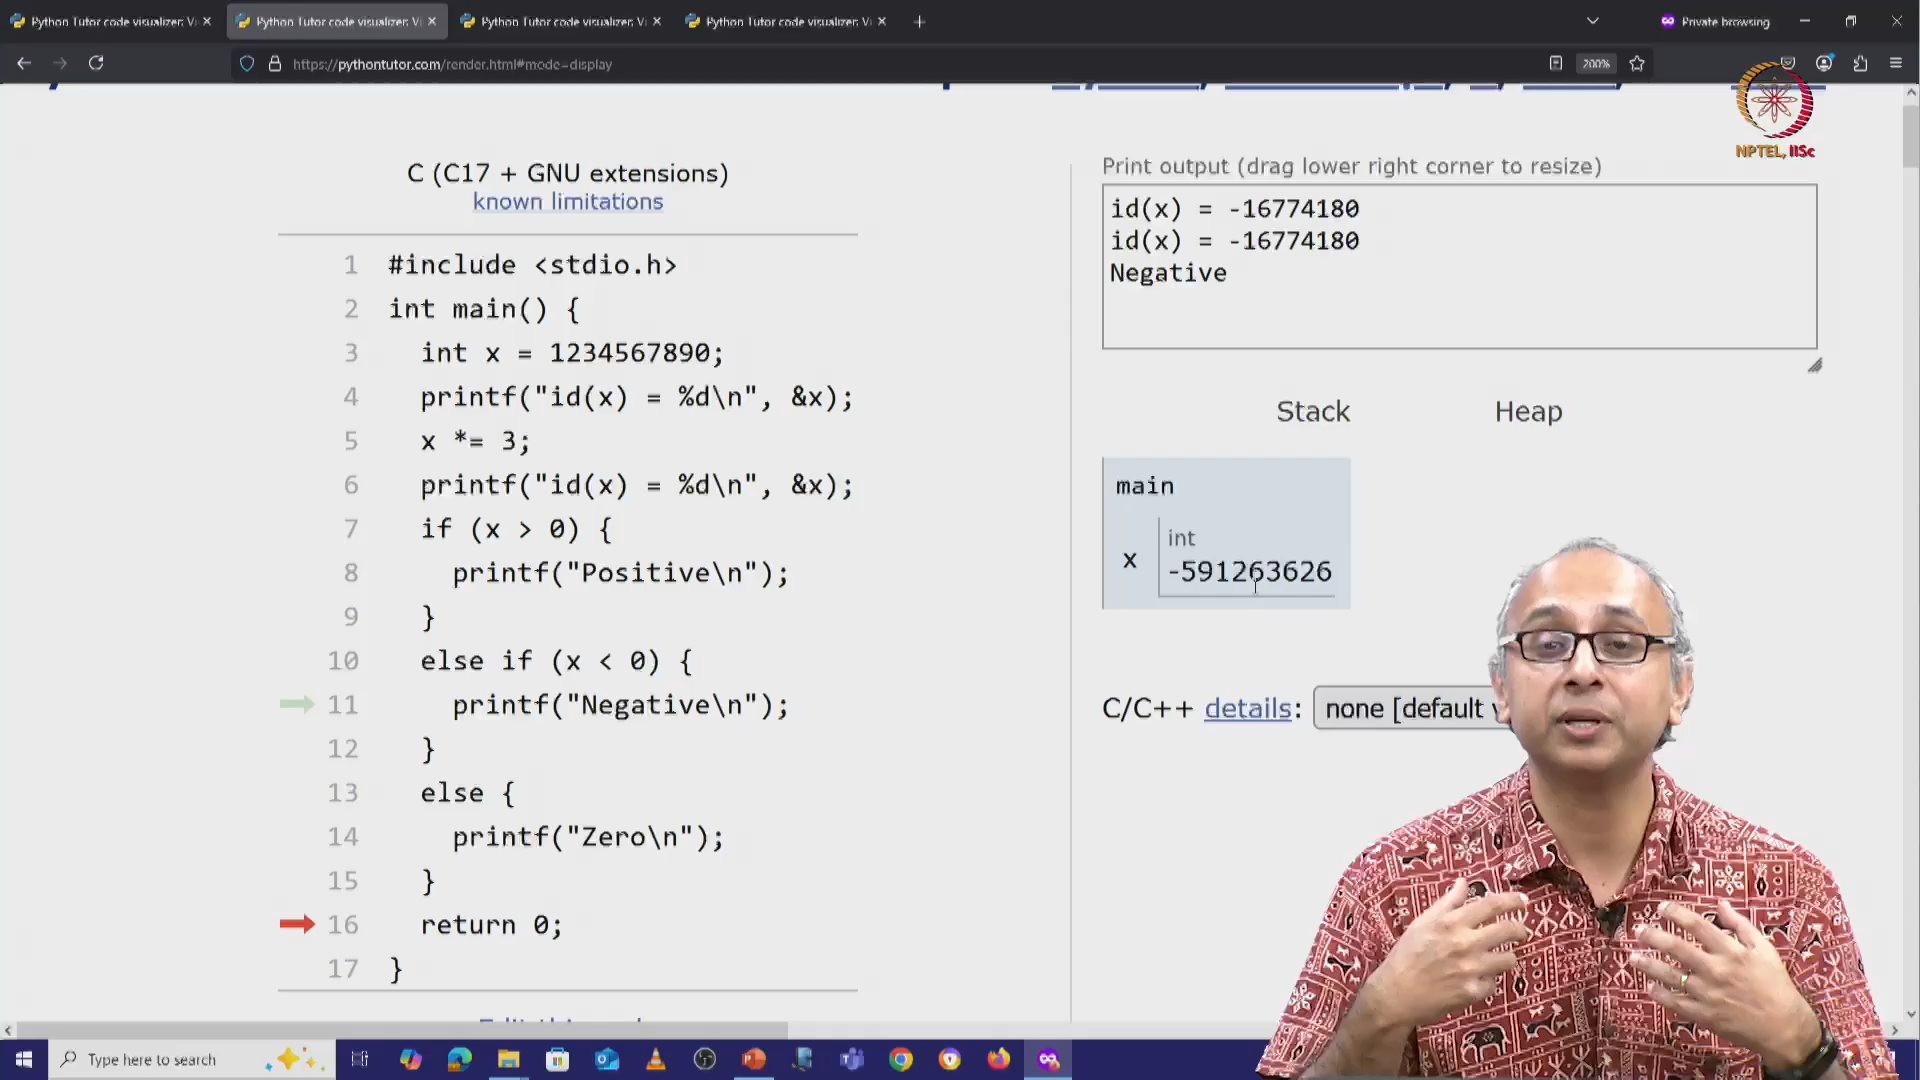 Python Tutor code visualizer: Vi
Python Tutor code visualizer: Vi
Python Tutor code visualizer: Vi
Python Tutor code visualizer: Vi
Private browsing
https://pythontutor.com/render.html#mode=display
200%
NPTEL, IISc
C (C17 + GNU extensions)
known limitations
1 #include <stdio.h>
2 int main() {
3 int x = 1234567890;
4 printf("id(x) = %d\n", &x);
5 x *= 3;
6 printf("id(x) = %d\n", &x);
7 if (x > 0) {
8 printf("Positive\n");
9 }
10 else if (x < 0) {
11 printf("Negative\n");
12 }
13 else {
14 printf("Zero\n");
15 }
16 return 0;
17 }
Print output (drag lower right corner to resize)
id(x) = -16774180
id(x) = -16774180
Negative
Stack Heap
main
int
x -591263626
C/C++ details: none [default
Type here to search